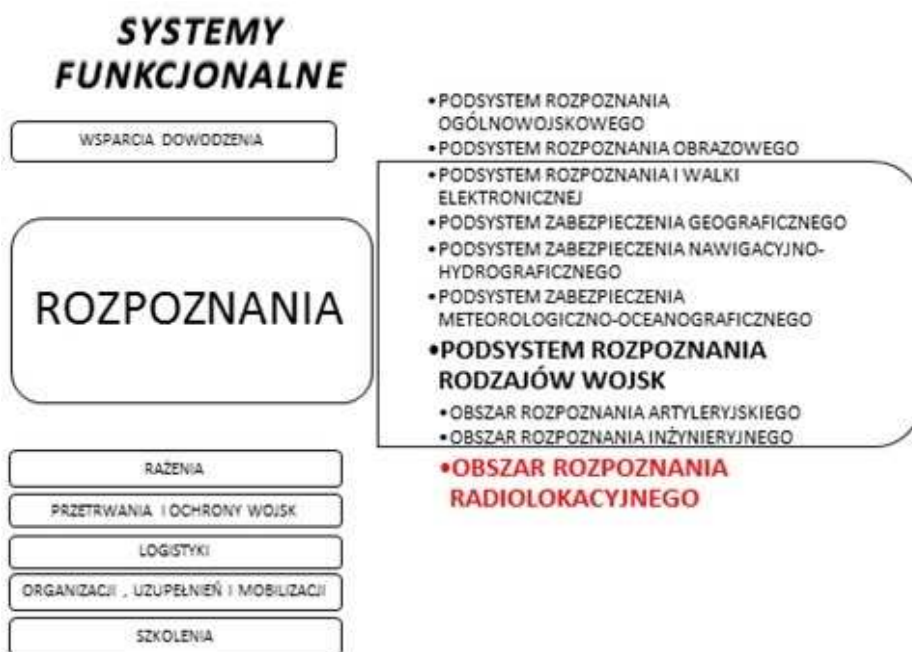 SYSTEMY
FUNKCJONALNE
WSPARCIA DOWODZENIA
ROZPOZNANIA
RAŻENIA
PRZETRWANIA I OCHRONY WOJSK
LOGISTYKI
ORGANIZACJI , UZUPEŁNIEŃ I MOBILIZACJI
SZKOLENIA
•PODSYSTEM ROZPOZNANIA
OGÓLNOWOJSKOWEGO
•PODSYSTEM ROZPOZNANIA OBRAZOWEGO
•PODSYSTEM ROZPOZNANIA I WALKI
ELEKTRONICZNEJ
•PODSYSTEM ZABEZPIECZENIA GEOGRAFICZNEGO
•PODSYSTEM ZABEZPIECZENIA NAWIGACYJNO-
HYDROGRAFICZNEGO
•PODSYSTEM ZABEZPIECZENIA
METEOROLOGICZNO-OCEANOGRAFICZNEGO
•PODSYSTEM ROZPOZNANIA
RODZAJÓW WOJSK
•OBSZAR ROZPOZNANIA ARTYLERYJSKIEGO
•OBSZAR ROZPOZNANIA INŻYNIERYJNEGO
•OBSZAR ROZPOZNANIA
RADIOLOKACYJNEGO